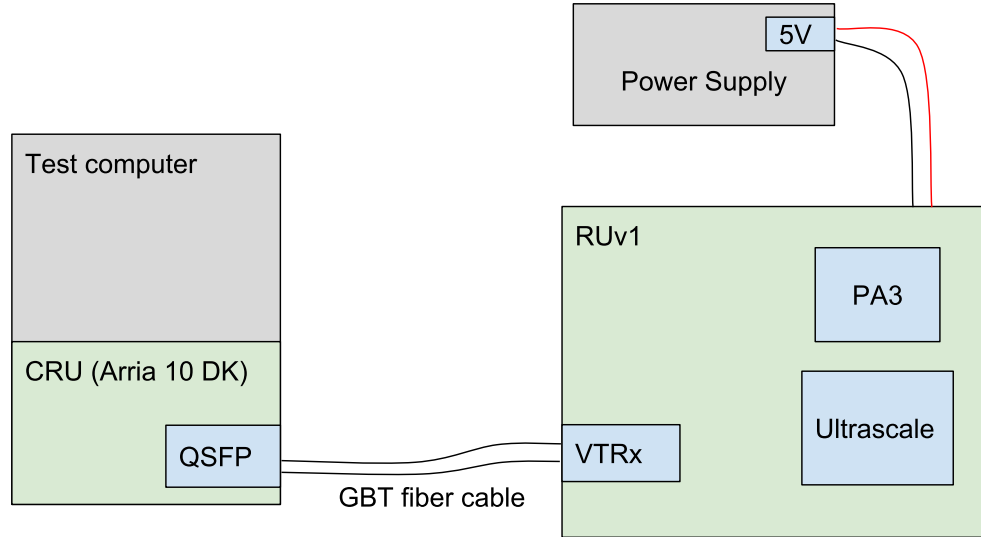 5V
Power Supply
Test computer
RUv1
PA3
CRU (Arria 10 DK)
Ultrascale
QSFP
VTRx
GBT fiber cable